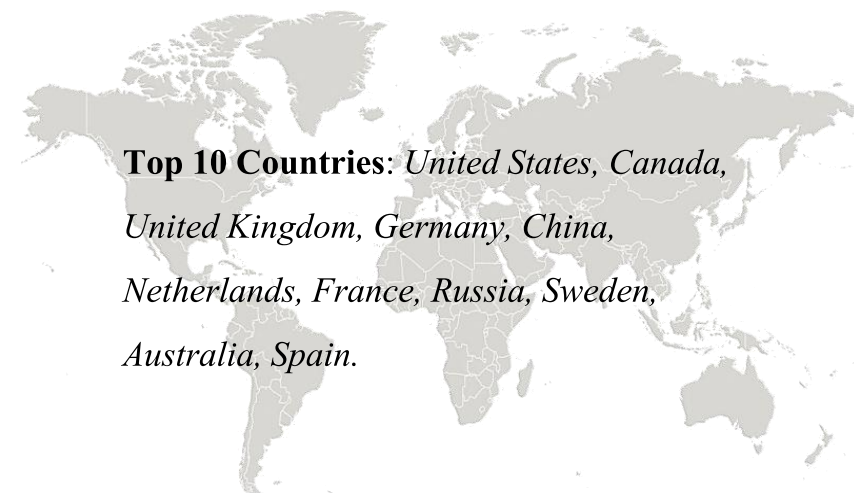 Top 10 Countries: United States, Canada,
United Kingdom, Germany, China,
Netherlands, France, Russia, Sweden,
Australia, Spain.